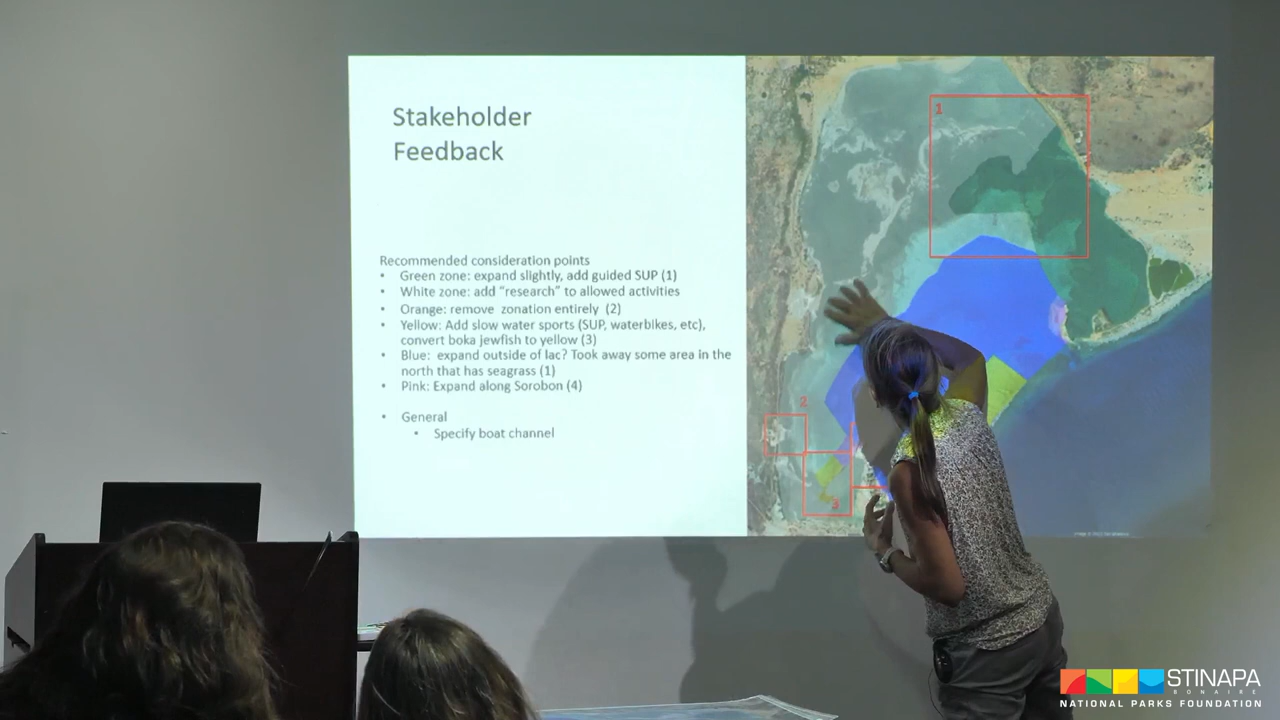 Stakeholder
Feedback
Recommended consideration points
• Green zone: expand slightly, add guided SUP (1)
• White zone: add “research” to allowed activities
• Orange: remove zonation entirely (2)
• Yellow: Add slow water sports (SUP, waterbikes, etc),
convert boka jewfish to yellow (3)
• Blue: expand outside of lac? Took away some area in the
north that has seagrass (1)
• Pink: Expand along Sorobon (4)
• General
• Specify boat channel
1
2
3
STINAPA
BONAIRE
NATIONAL PARKS FOUNDATION